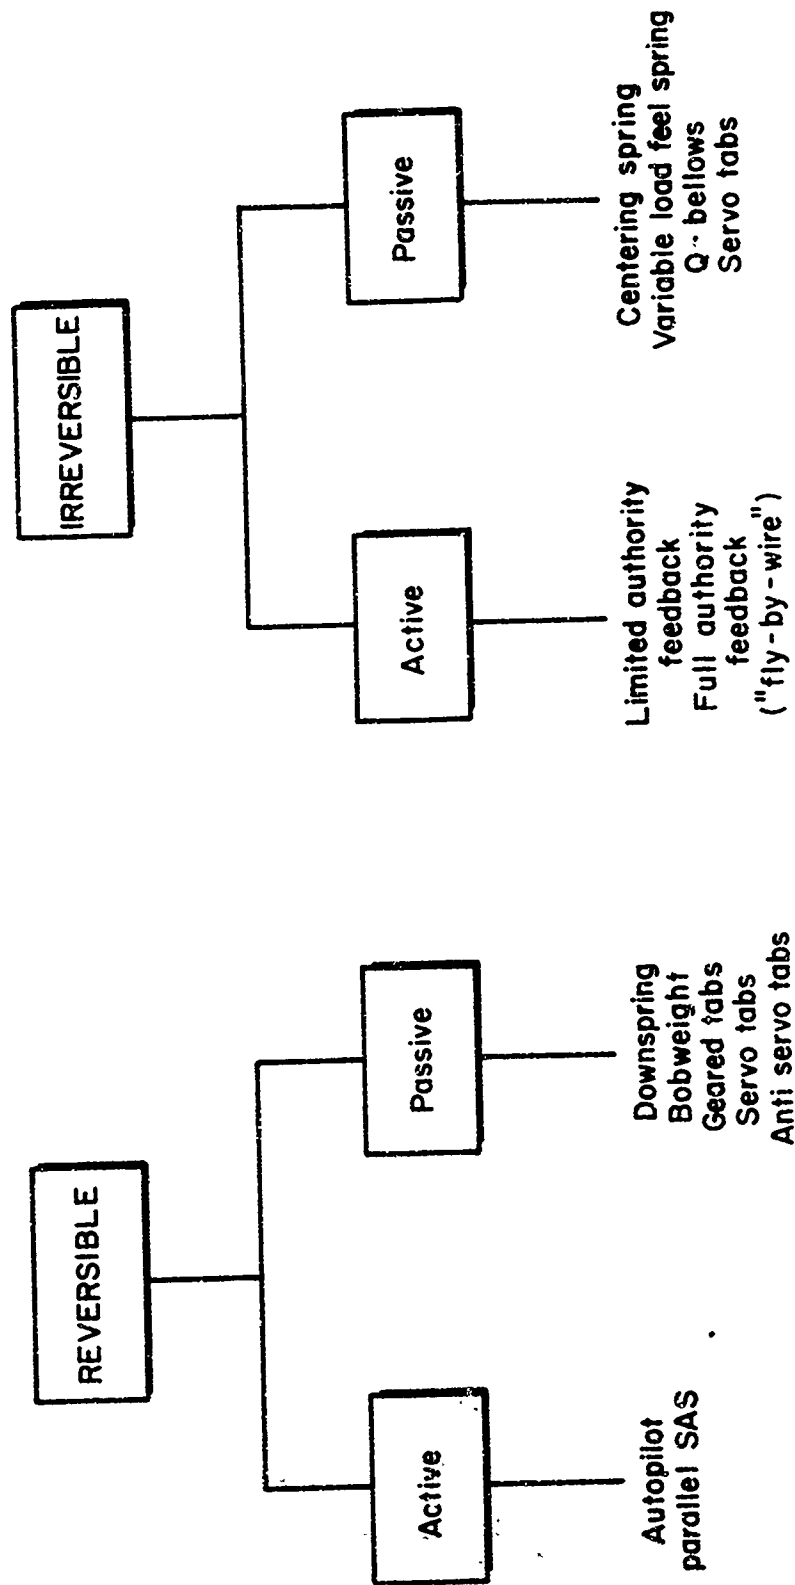 REVERSIBLE
Active
Autopilot
parallel SAS
Passive
Downspring
Bobweight
Geared tabs
Servo tabs
Anti servo tabs
IRREVERSIBLE
Active
Limited authority
feedback
Full authority
feedback
("fly-by-wire")
Passive
Centering spring
Variable load feel spring
Q-bellows
Servo tabs